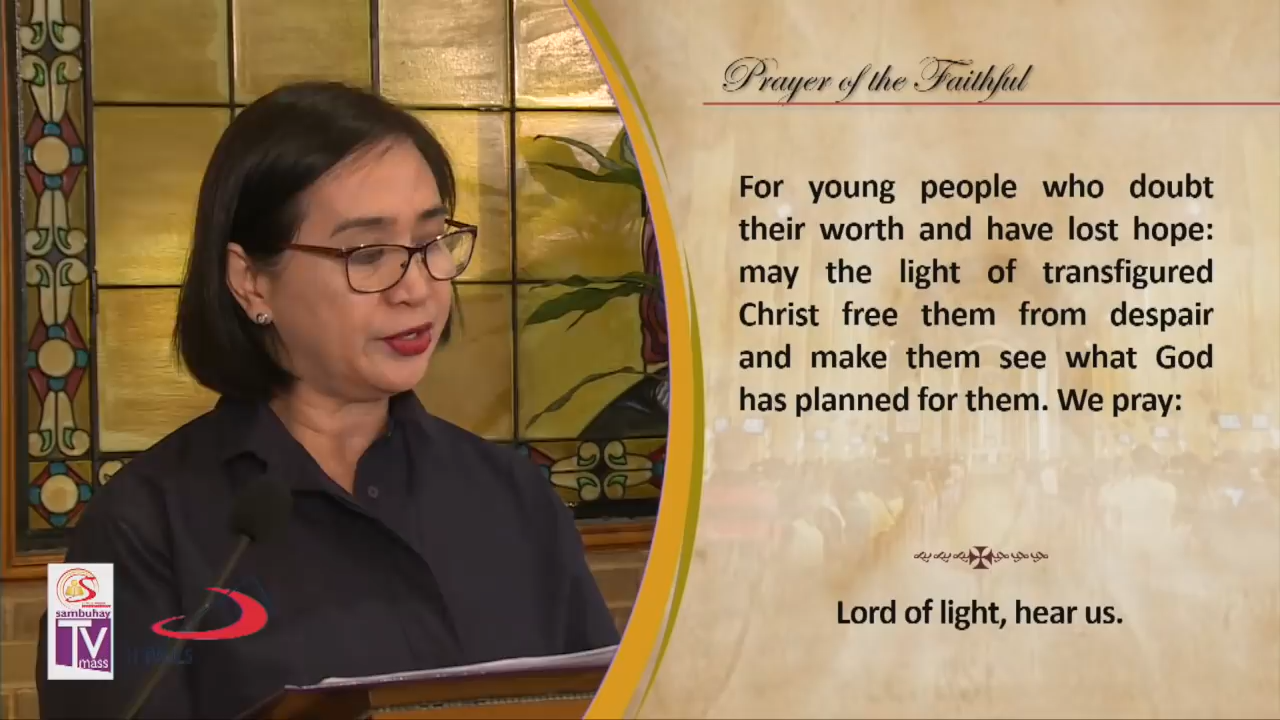 Prayer of the Faithful
For young people who doubt
their worth and have lost hope:
may the light of transfigured
Christ free them from despair
and make them see what God
has planned for them. We pray:
Lord of light, hear us.
sambuhay
TV
mass